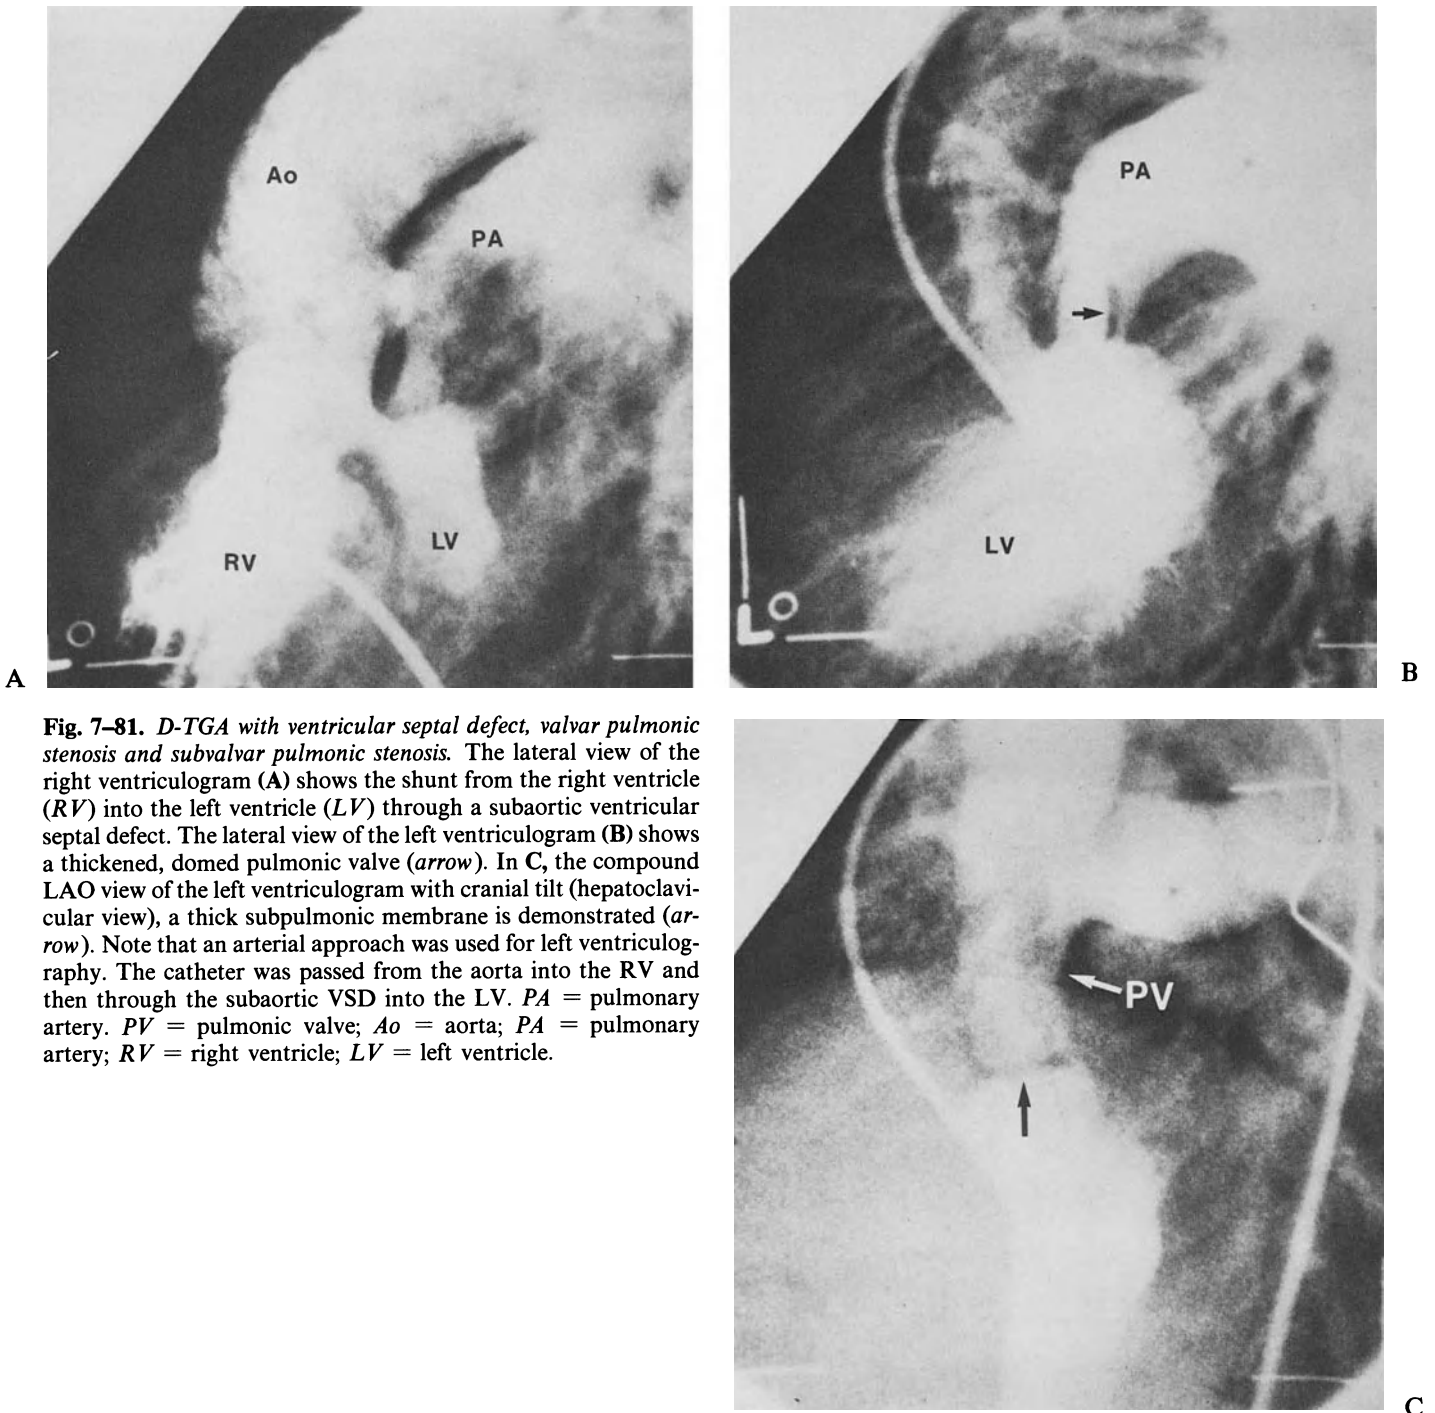 Ao
PA
RV
LV
A
PA
LV
B
Fig. 7–81. D-TGA with ventricular septal defect, valvar pulmonic
stenosis and subvalvar pulmonic stenosis. The lateral view of the
right ventriculogram (A) shows the shunt from the right ventricle
(RV) into the left ventricle (LV) through a subaortic ventricular
septal defect. The lateral view of the left ventriculogram (B) shows
a thickened, domed pulmonic valve (arrow). In C, the compound
LAO view of the left ventriculogram with cranial tilt (hepatoclavi-
cular view), a thick subpulmonic membrane is demonstrated (ar-
row). Note that an arterial approach was used for left ventriculog-
raphy. The catheter was passed from the aorta into the RV and
then through the subaortic VSD into the LV. PA = pulmonary
artery. PV = pulmonic valve; Ao = aorta; PA = pulmonary
artery; RV = right ventricle; LV = left ventricle.
PV
C